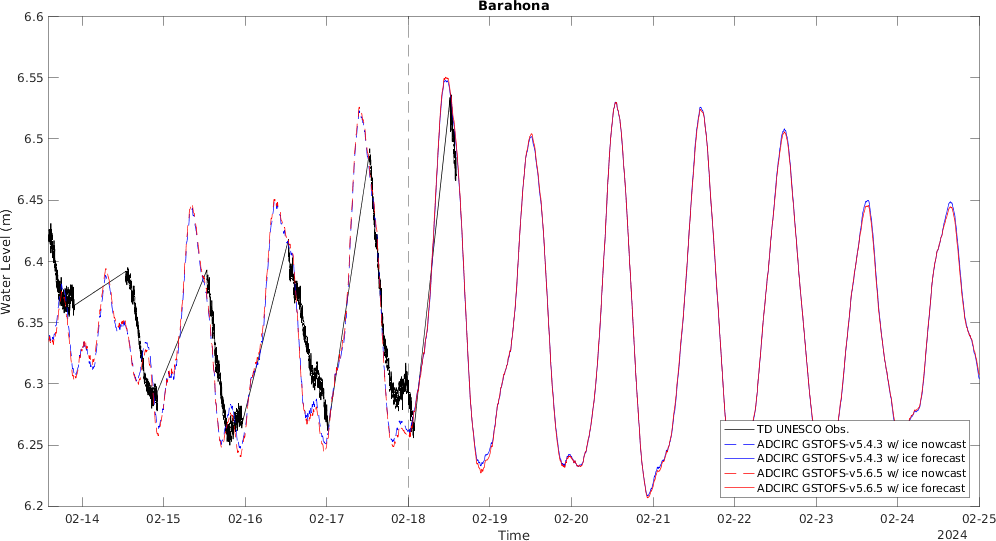 Barahona
6.6
6.55
6.5
6.45
6.4
6.35
6.3
6.25
6.2
Water Level (m)
TD UNESCO Obs.
ADCIRC GSTOFS-v5.4.3 w/ ice nowcast
ADCIRC GSTOFS-v5.4.3 w/ ice forecast
ADCIRC GSTOFS-v5.6.5 w/ ice nowcast
ADCIRC GSTOFS-v5.6.5 w/ ice forecast
02-14 02-15 02-16 02-17 02-18 02-19 02-20 02-21 02-22 02-23 02-24 02-25
Time
2024